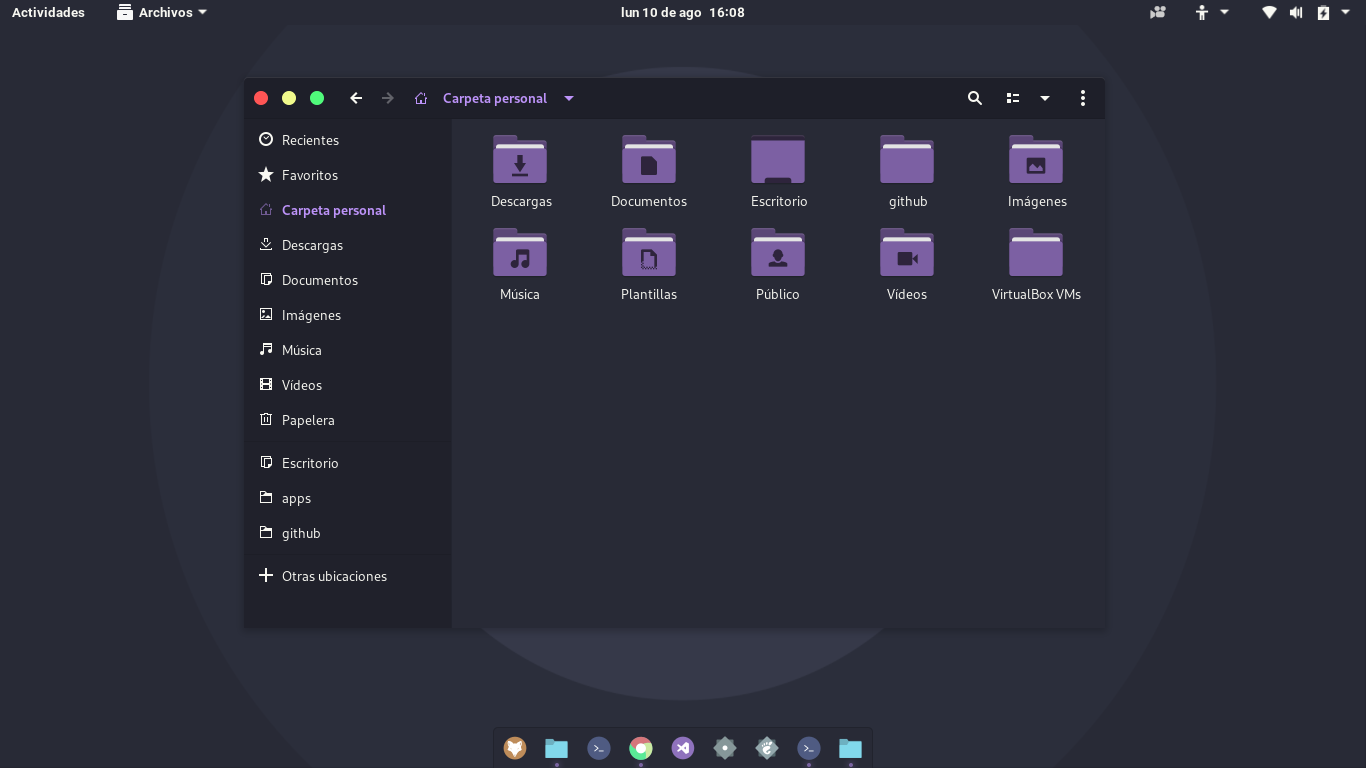 Actividades Archivos lun 10 de ago 16:08
Carpeta personal
Recientes
Favoritos
Carpeta personal
Descargas
Documentos
Imágenes
Música
Vídeos
Papelera
Escritorio
apps
github
Otras ubicaciones
Descargas Documentos Escritorio github Imágenes
Música Plantillas Público Vídeos VirtualBox VMs